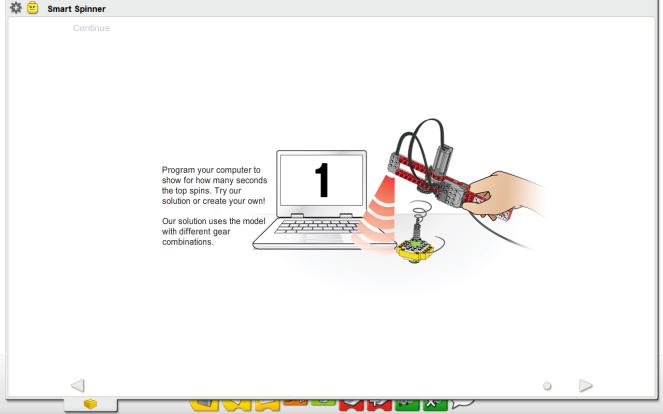 Smart Spinner
Continue
Program your computer to
show for how many seconds
the top spins. Try our
solution or create your own!
Our solution uses the model
with different gear
combinations.
1